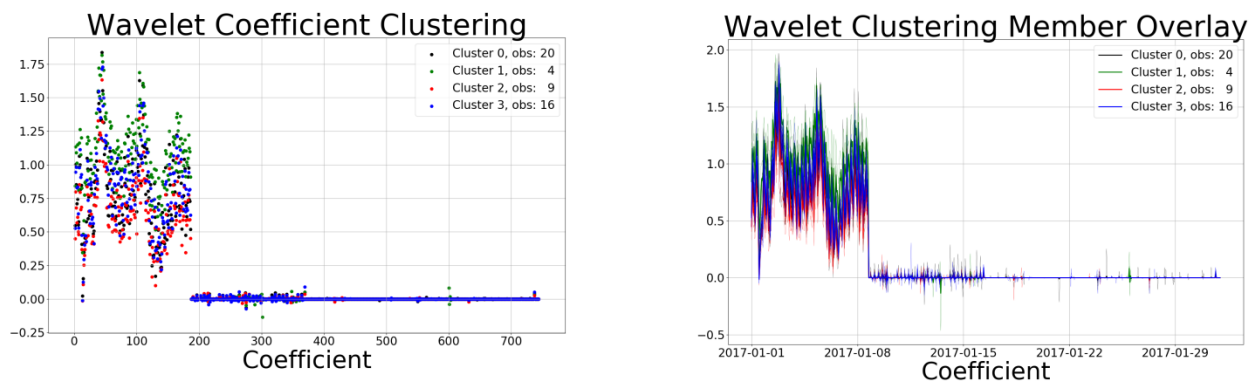 Wavelet Coefficient Clustering
1.75
1.50
1.25
1.00
0.75
0.50
0.25
0.00
−0.25
0 100 200 300 400 500 600 700
Coefficient
Cluster 0, obs: 20
Cluster 1, obs: 4
Cluster 2, obs: 9
Cluster 3, obs: 16
Wavelet Clustering Member Overlay
2.0
1.5
1.0
0.5
0.0
−0.5
2017-01-01 2017-01-08 2017-01-15 2017-01-22 2017-01-29
Coefficient
Cluster 0, obs: 20
Cluster 1, obs: 4
Cluster 2, obs: 9
Cluster 3, obs: 16